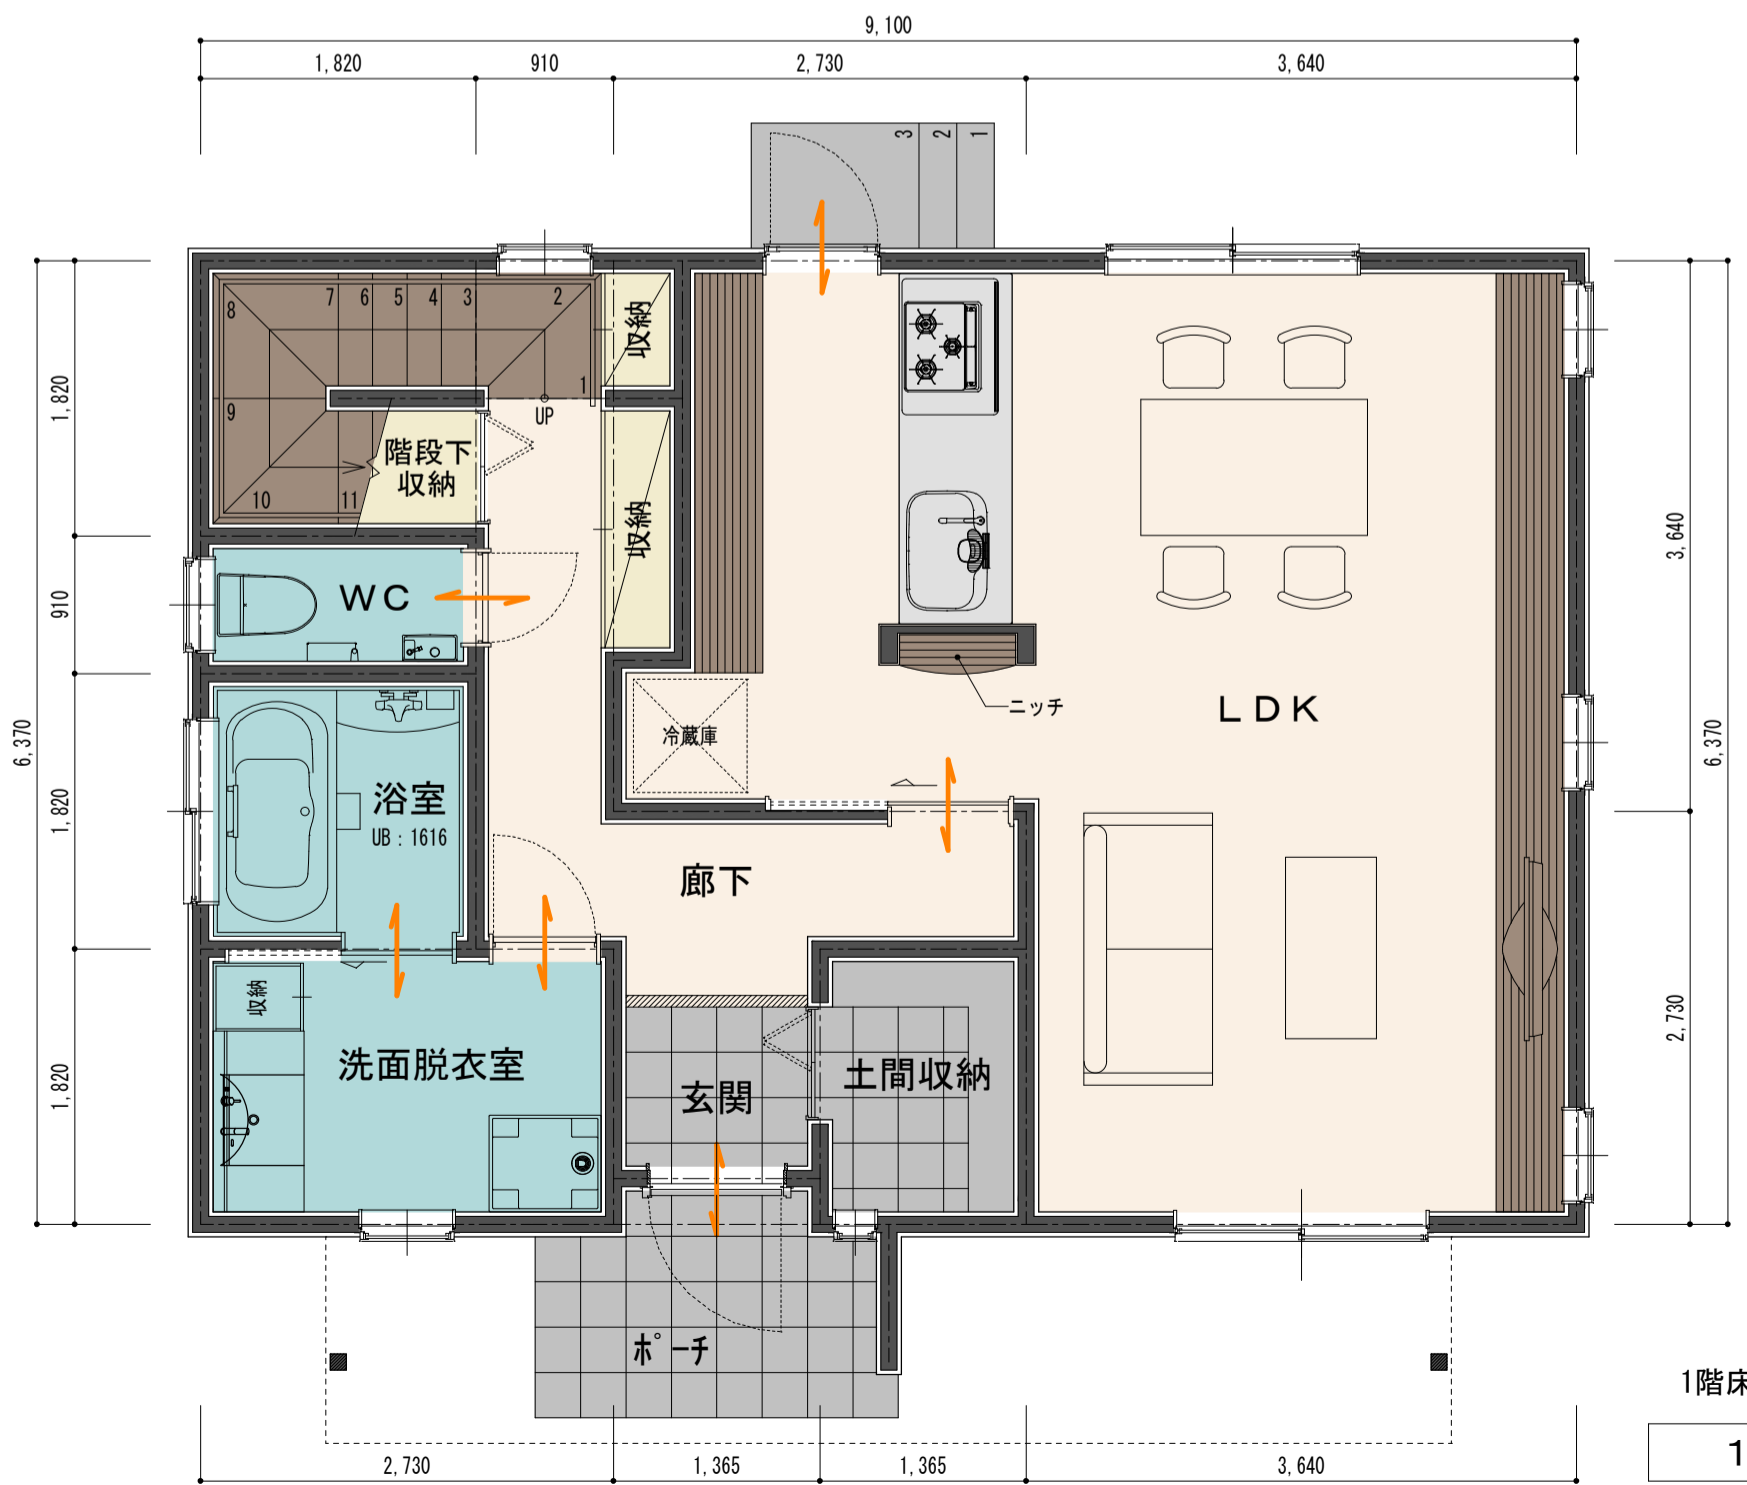 9,100
1,820
910
2,730
3,640
3
2
1
7
6
5
4
3
2
8
1
9
10
11
UP
収納
階段下
収納
収納
1,820
910
1,820
1,820
6,370
3,640
2,730
6,370
WC
ニッチ
LDK
冷蔵庫
浴室
UB：1616
廊下
収納
洗面脱衣室
玄関
土間収納
ポーチ
1階床
1
2,730
1,365
1,365
3,640